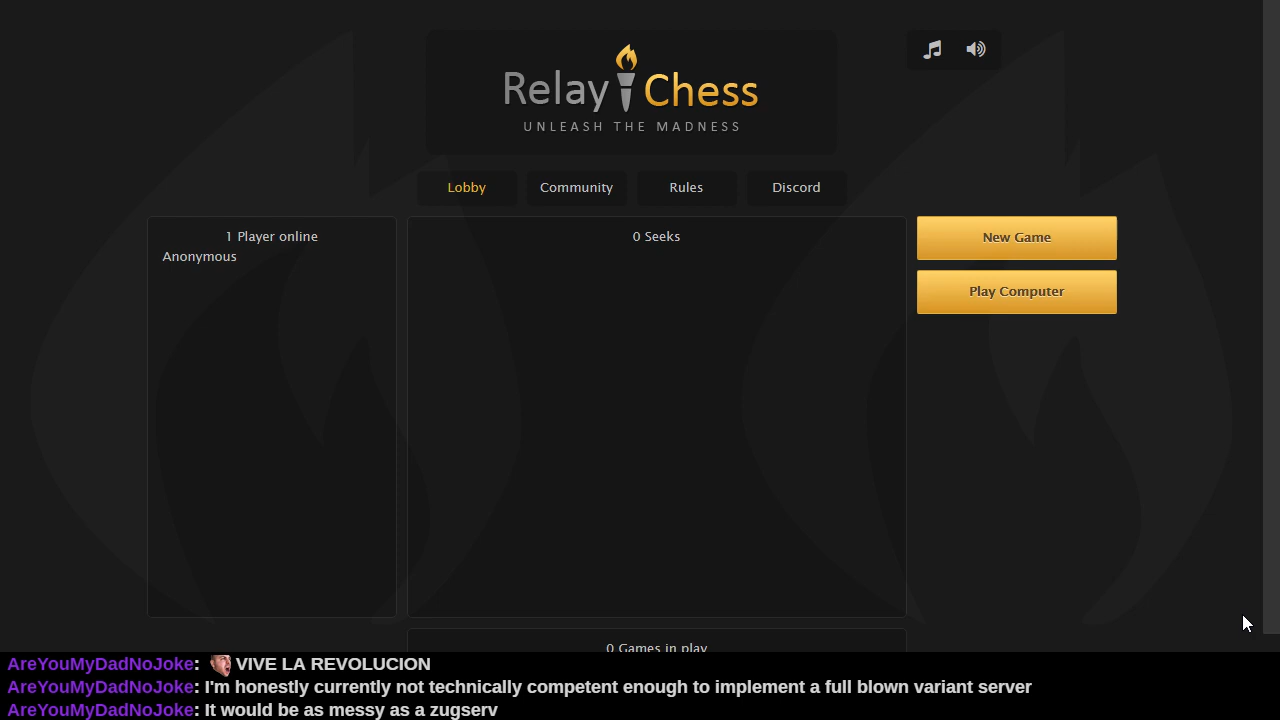 Relay Chess
UNLEASH THE MADNESS
Lobby
Community
Rules
Discord
1 Player online
Anonymous
0 Seeks
New Game
Play Computer
0 Games in play
AreYouMyDadNoJoke: VIVE LA REVOLUCION
AreYouMyDadNoJoke: I'm honestly currently not technically competent enough to implement a full blown variant server
AreYouMyDadNoJoke: It would be as messy as a zugserv